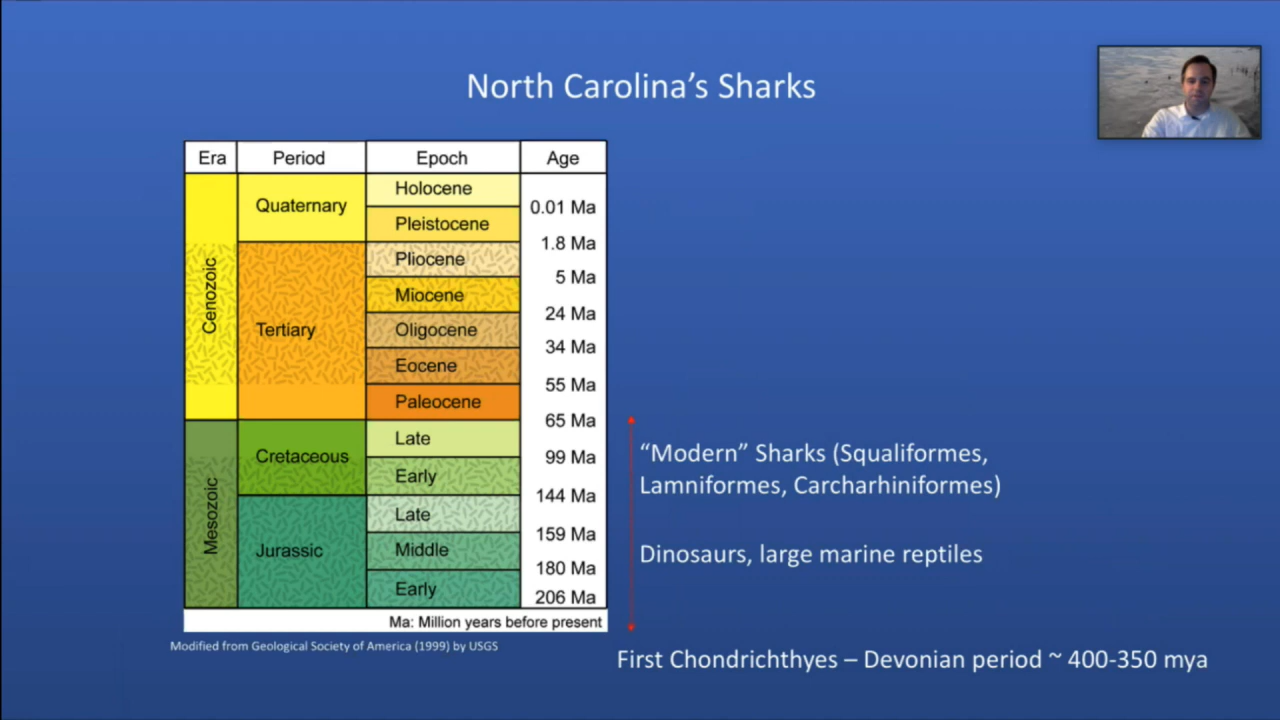 North Carolina’s Sharks
Era Period Epoch Age
Cenozoic
Quaternary
Holocene
0.01 Ma
Pleistocene
1.8 Ma
Tertiary
Pliocene
5 Ma
Miocene
24 Ma
Oligocene
34 Ma
Eocene
55 Ma
Paleocene
65 Ma
Mesozoic
Cretaceous
Late
99 Ma
Early
144 Ma
Jurassic
Late
159 Ma
Middle
180 Ma
Early
206 Ma
Ma: Million years before present
Modified from Geological Society of America (1999) by USGS
“Modern” Sharks (Squaliformes,
Lamniformes, Carcharhiniformes)
Dinosaurs, large marine reptiles
First Chondrichthyes – Devonian period ~ 400-350 mya